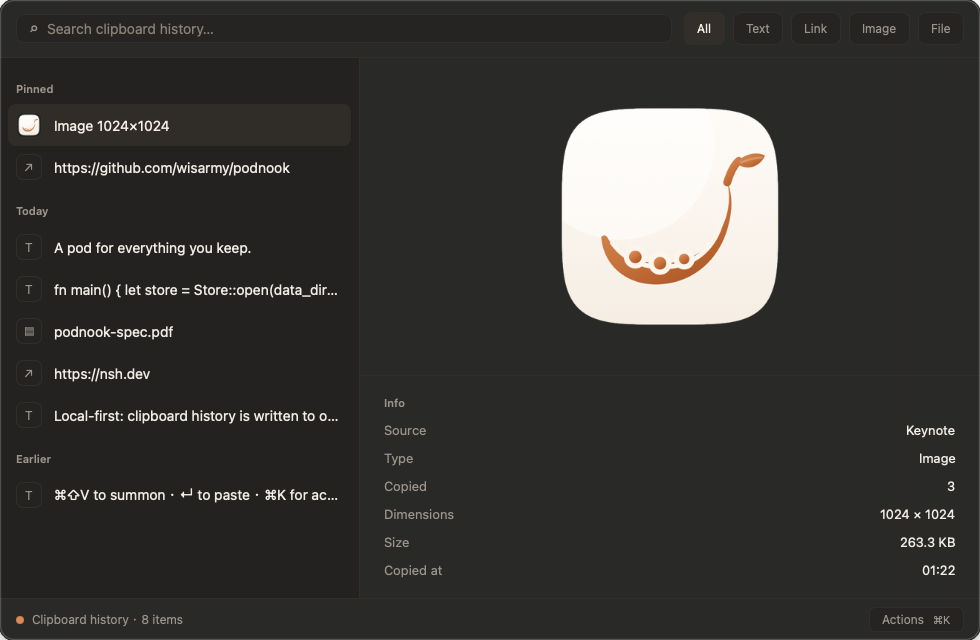 Search clipboard history...
All
Text
Link
Image
File
Pinned
Image 1024×1024
https://github.com/wisarmy/podnook
Today
T A pod for everything you keep.
T fn main() { let store = Store::open(data_dir...
podnook-spec.pdf
https://nsh.dev
T Local-first: clipboard history is written to o...
Earlier
T ⌘⇧V to summon · ↵ to paste · ⌘K for ac...
Info
Source Keynote
Type Image
Copied 3
Dimensions 1024 × 1024
Size 263.3 KB
Copied at 01:22
Clipboard history · 8 items
Actions ⌘K